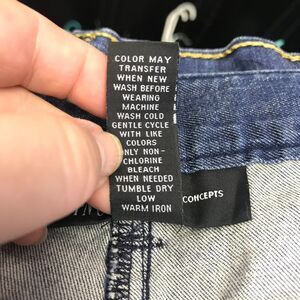 COLOR MAY
TRANSFER
WHEN NEW
WASH BEFORE
WEARING
MACHINE
WASH COLD
GENTLE CYCLE
WITH LIKE
COLORS
ONLY NON-
CHLORINE
BLEACH
WHEN NEEDED
TUMBLE DRY
LOW
WARM IRON
CONCEPTS